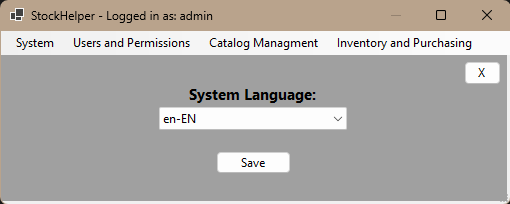 StockHelper - Logged in as: admin
System Users and Permissions Catalog Managment Inventory and Purchasing
X
System Language:
en-EN
Save